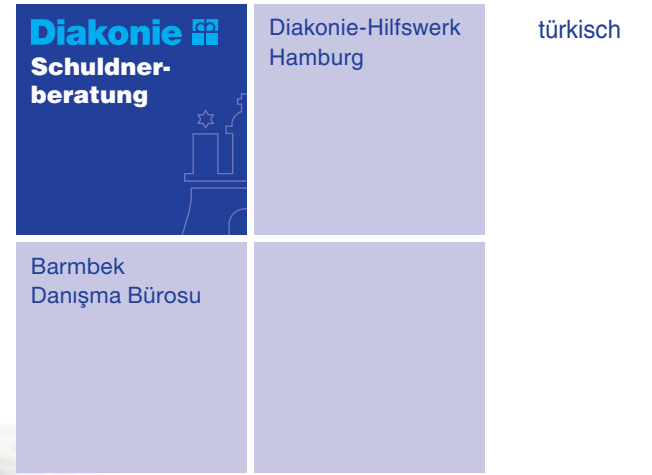 Diakonie
Schuldner-
beratung
Diakonie-Hilfswerk
Hamburg
türkisch
Barmbek
Danışma Bürosu